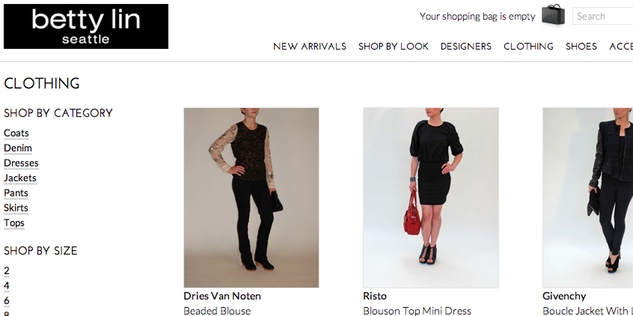 betty lin
seattle
Your shopping bag is empty
Search
NEW ARRIVALS SHOP BY LOOK DESIGNERS CLOTHING SHOES ACCE
CLOTHING
SHOP BY CATEGORY
Coats
Denim
Dresses
Jackets
Pants
Skirts
Tops
SHOP BY SIZE
2
4
6
8
Dries Van Noten
Beaded Blouse
Risto
Blouson Top Mini Dress
Givenchy
Boucle Jacket With L